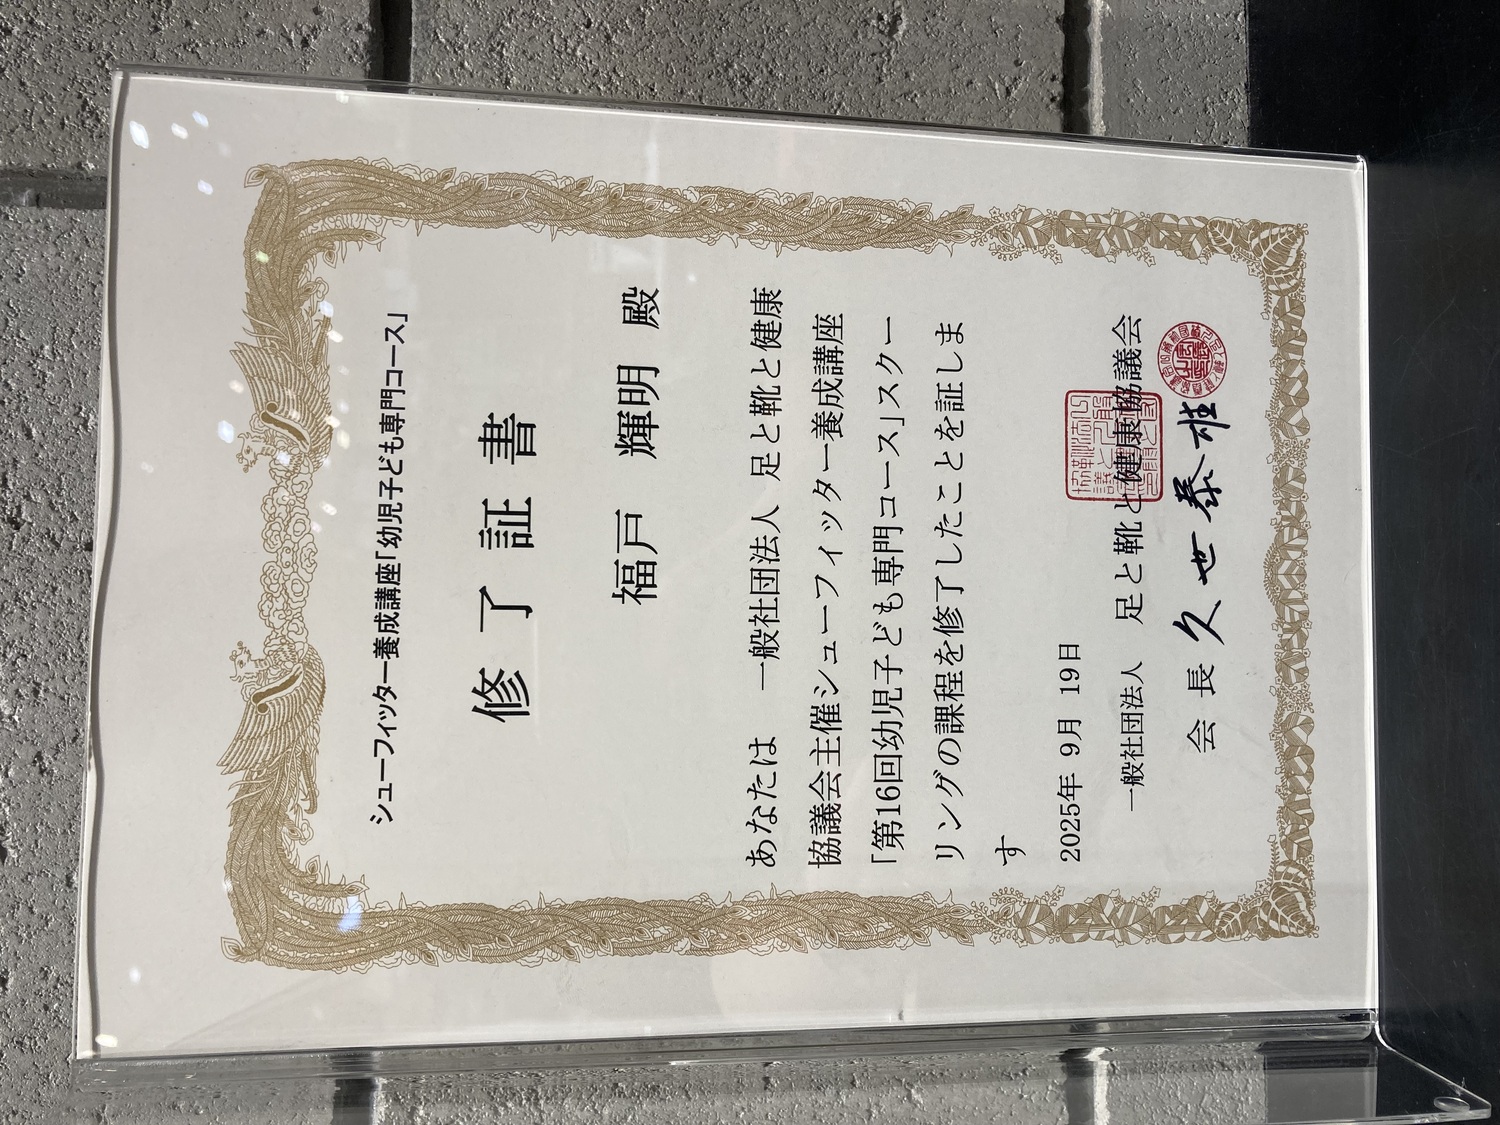 シューフィッター養成講座「幼児子ども専門コース」
修了証書
福戸 輝明 殿
あなたは 一般社団法人 足と靴と健康
協議会主催シューフィッター養成講座
「第16回幼児子ども専門コース」スクー
リングの課程を修了したことを証しま
す
2025年 9月 19日
一般社団法人 足と靴と健康協議会
会長 久世泰雄